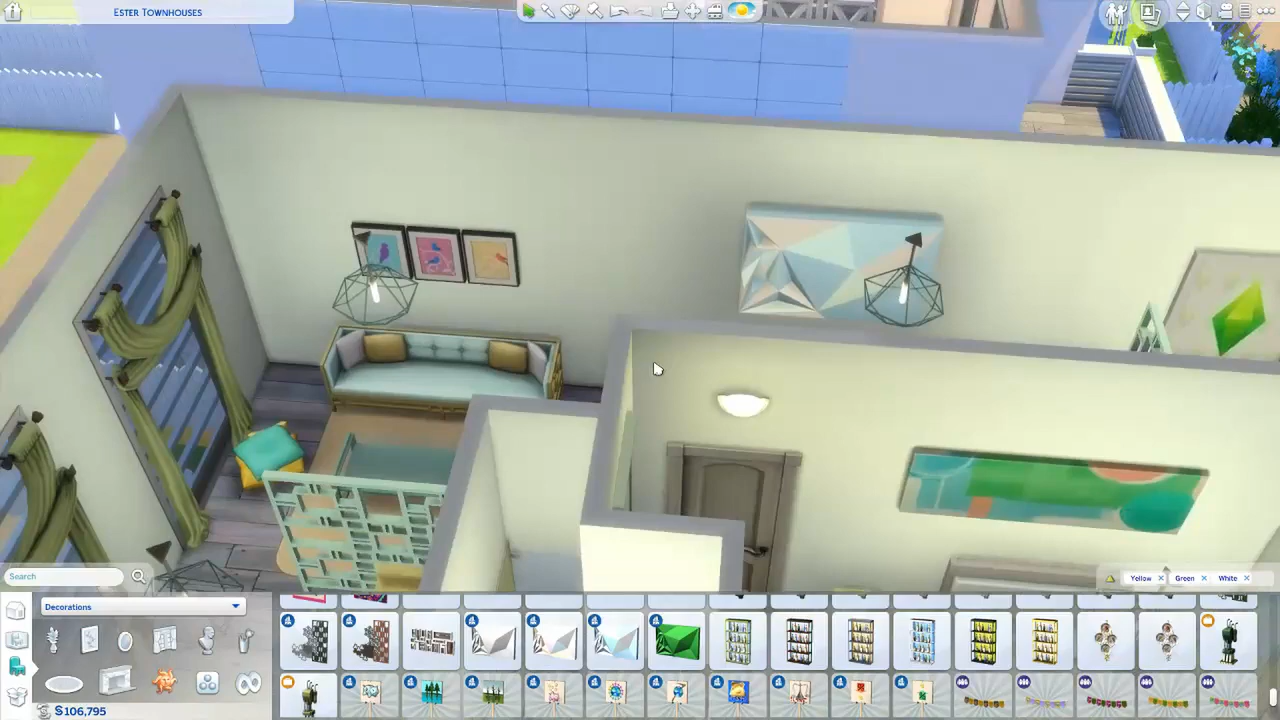 ESTER TOWNHOUSES
Search
Yellow
Green
White
Decorations
§106,795